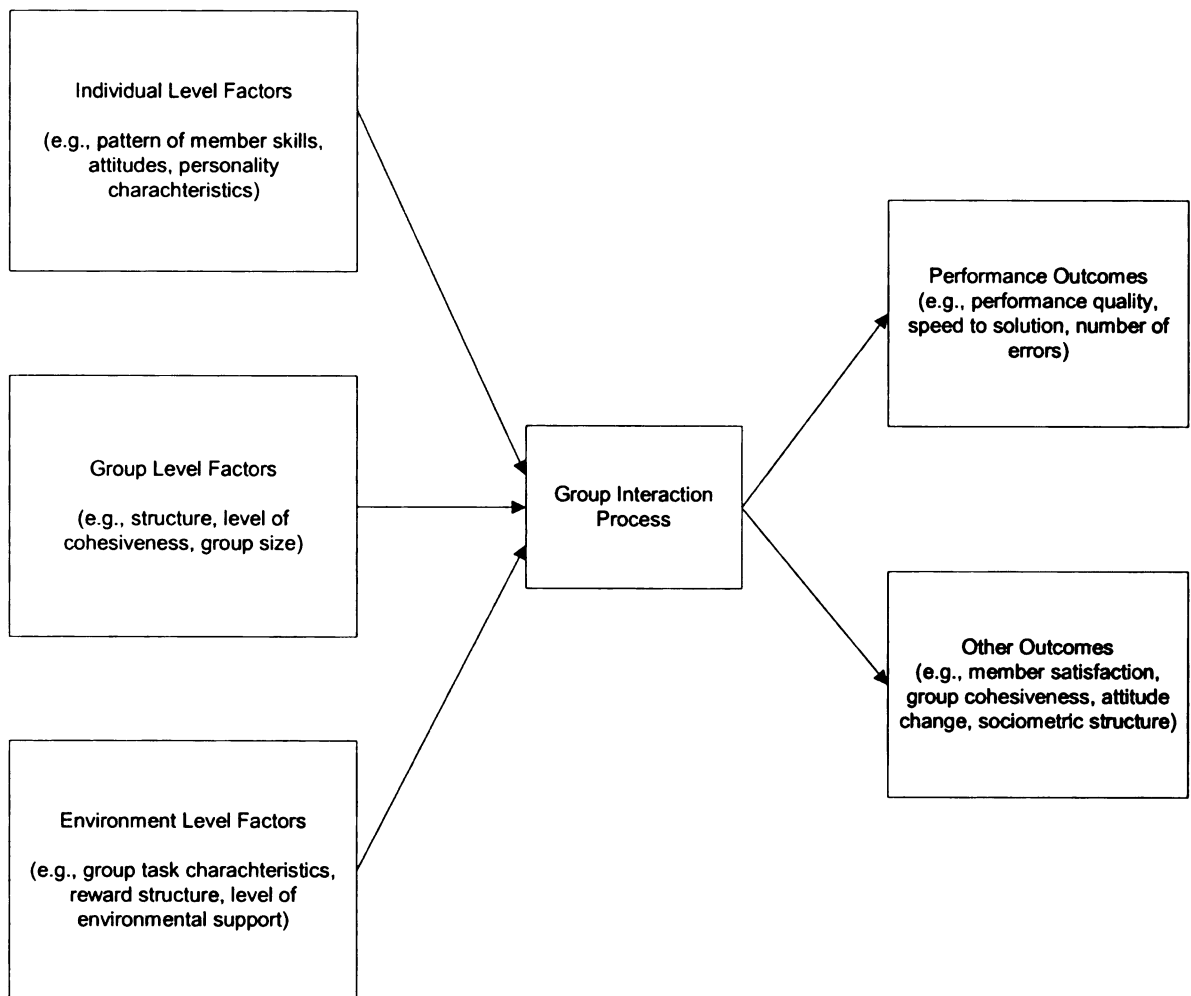 Individual Level Factors
(e.g., pattern of member skills,
attitudes, personality
charachteristics)
Group Level Factors
(e.g., structure, level of
cohesiveness, group size)
Environment Level Factors
(e.g., group task charachteristics,
reward structure, level of
environmental support)
Group Interaction
Process
Performance Outcomes
(e.g., performance quality,
speed to solution, number of
errors)
Other Outcomes
(e.g., member satisfaction,
group cohesiveness, attitude
change, sociometric structure)